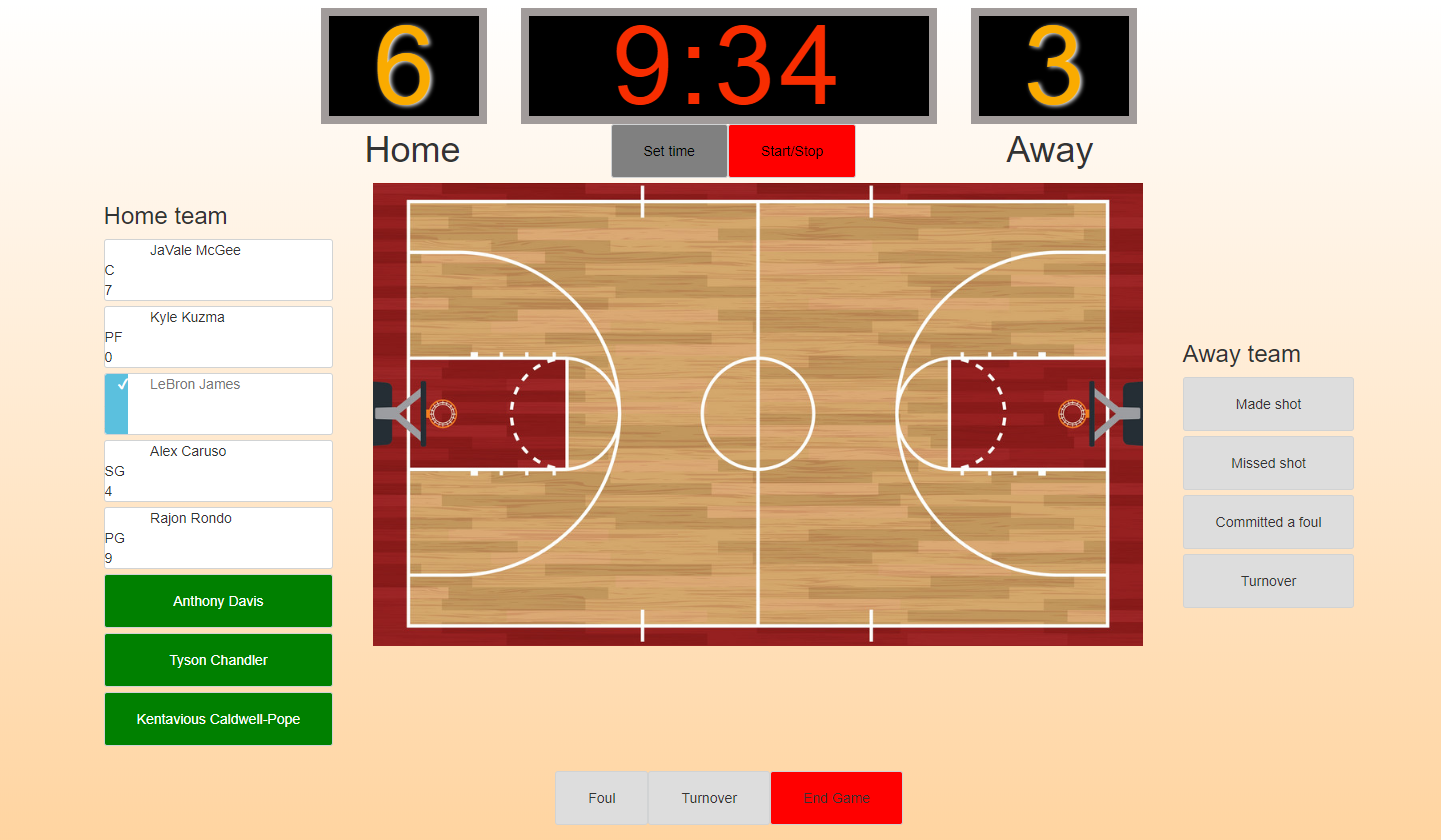 6
9:34
3
Home
Set time
Start/Stop
Away
Home team
JaVale McGee
C
7
Kyle Kuzma
PF
0
LeBron James
Alex Caruso
SG
4
Rajon Rondo
PG
9
Anthony Davis
Tyson Chandler
Kentavious Caldwell-Pope
Away team
Made shot
Missed shot
Committed a foul
Turnover
Foul
Turnover
End Game